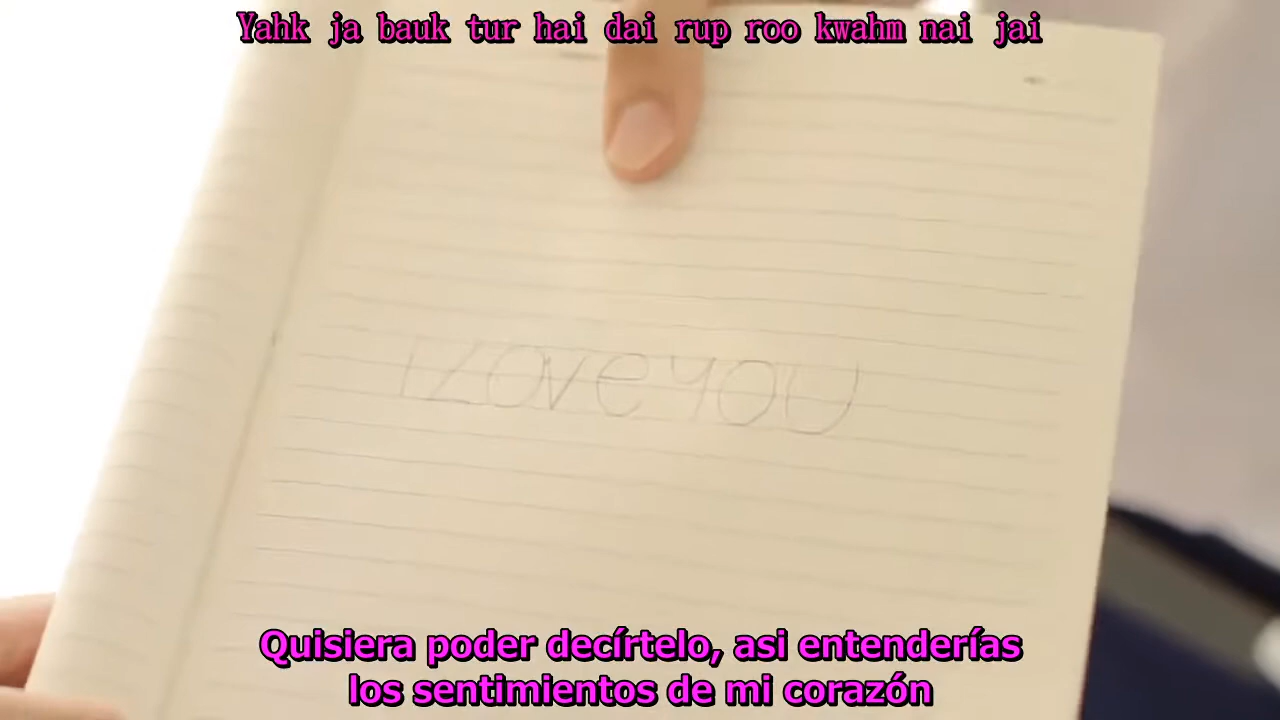 Yahk ja bauk tur hai dai rup roo kwahm nai jai
I Love YOU
Quisiera poder decírtelo, asi entenderías
los sentimientos de mi corazón